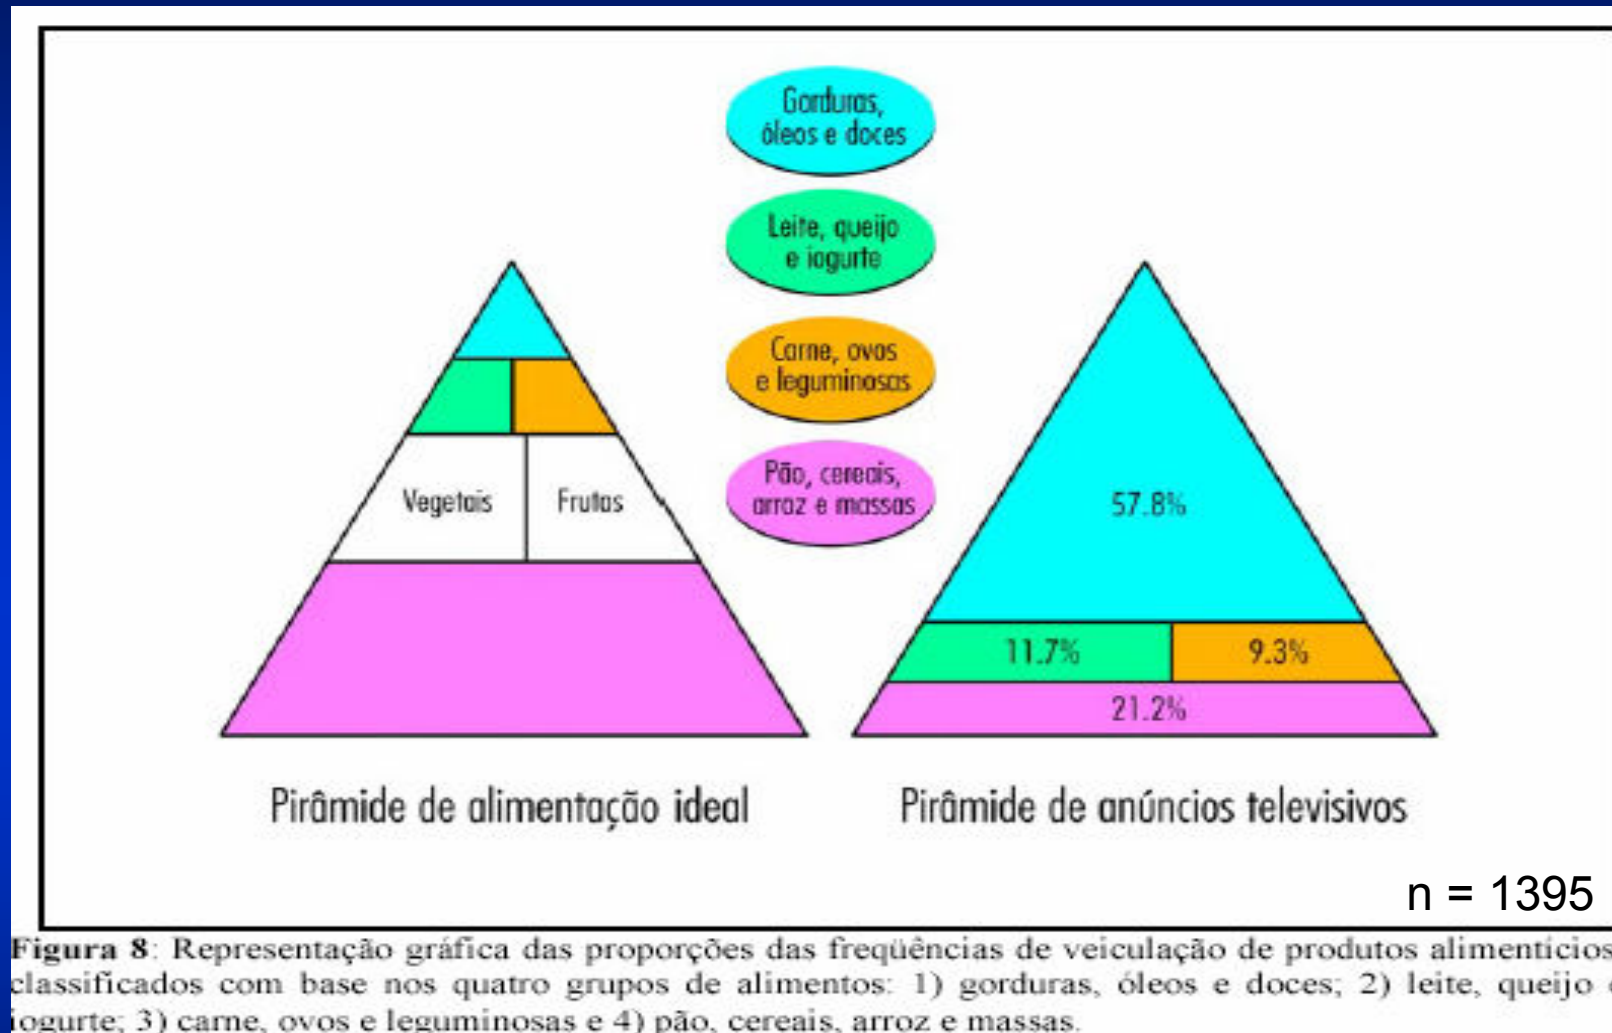 Gorduras,
óleos e doces
Leite, queijo
e iogurte
Carne, ovos
e leguminosas
Pão, cereais,
arroz e massas
Vegetais
Frutas
57.8%
11.7%
9.3%
21.2%
Pirâmide de alimentação ideal
Pirâmide de anúncios televisivos
n = 1395
Figura 8: Representação gráfica das proporções das freqüências de veiculação de produtos alimentícios
classificados com base nos quatro grupos de alimentos: 1) gorduras, óleos e doces; 2) leite, queijo e
iogurte; 3) carne, ovos e leguminosas e 4) pão, cereais, arroz e massas.